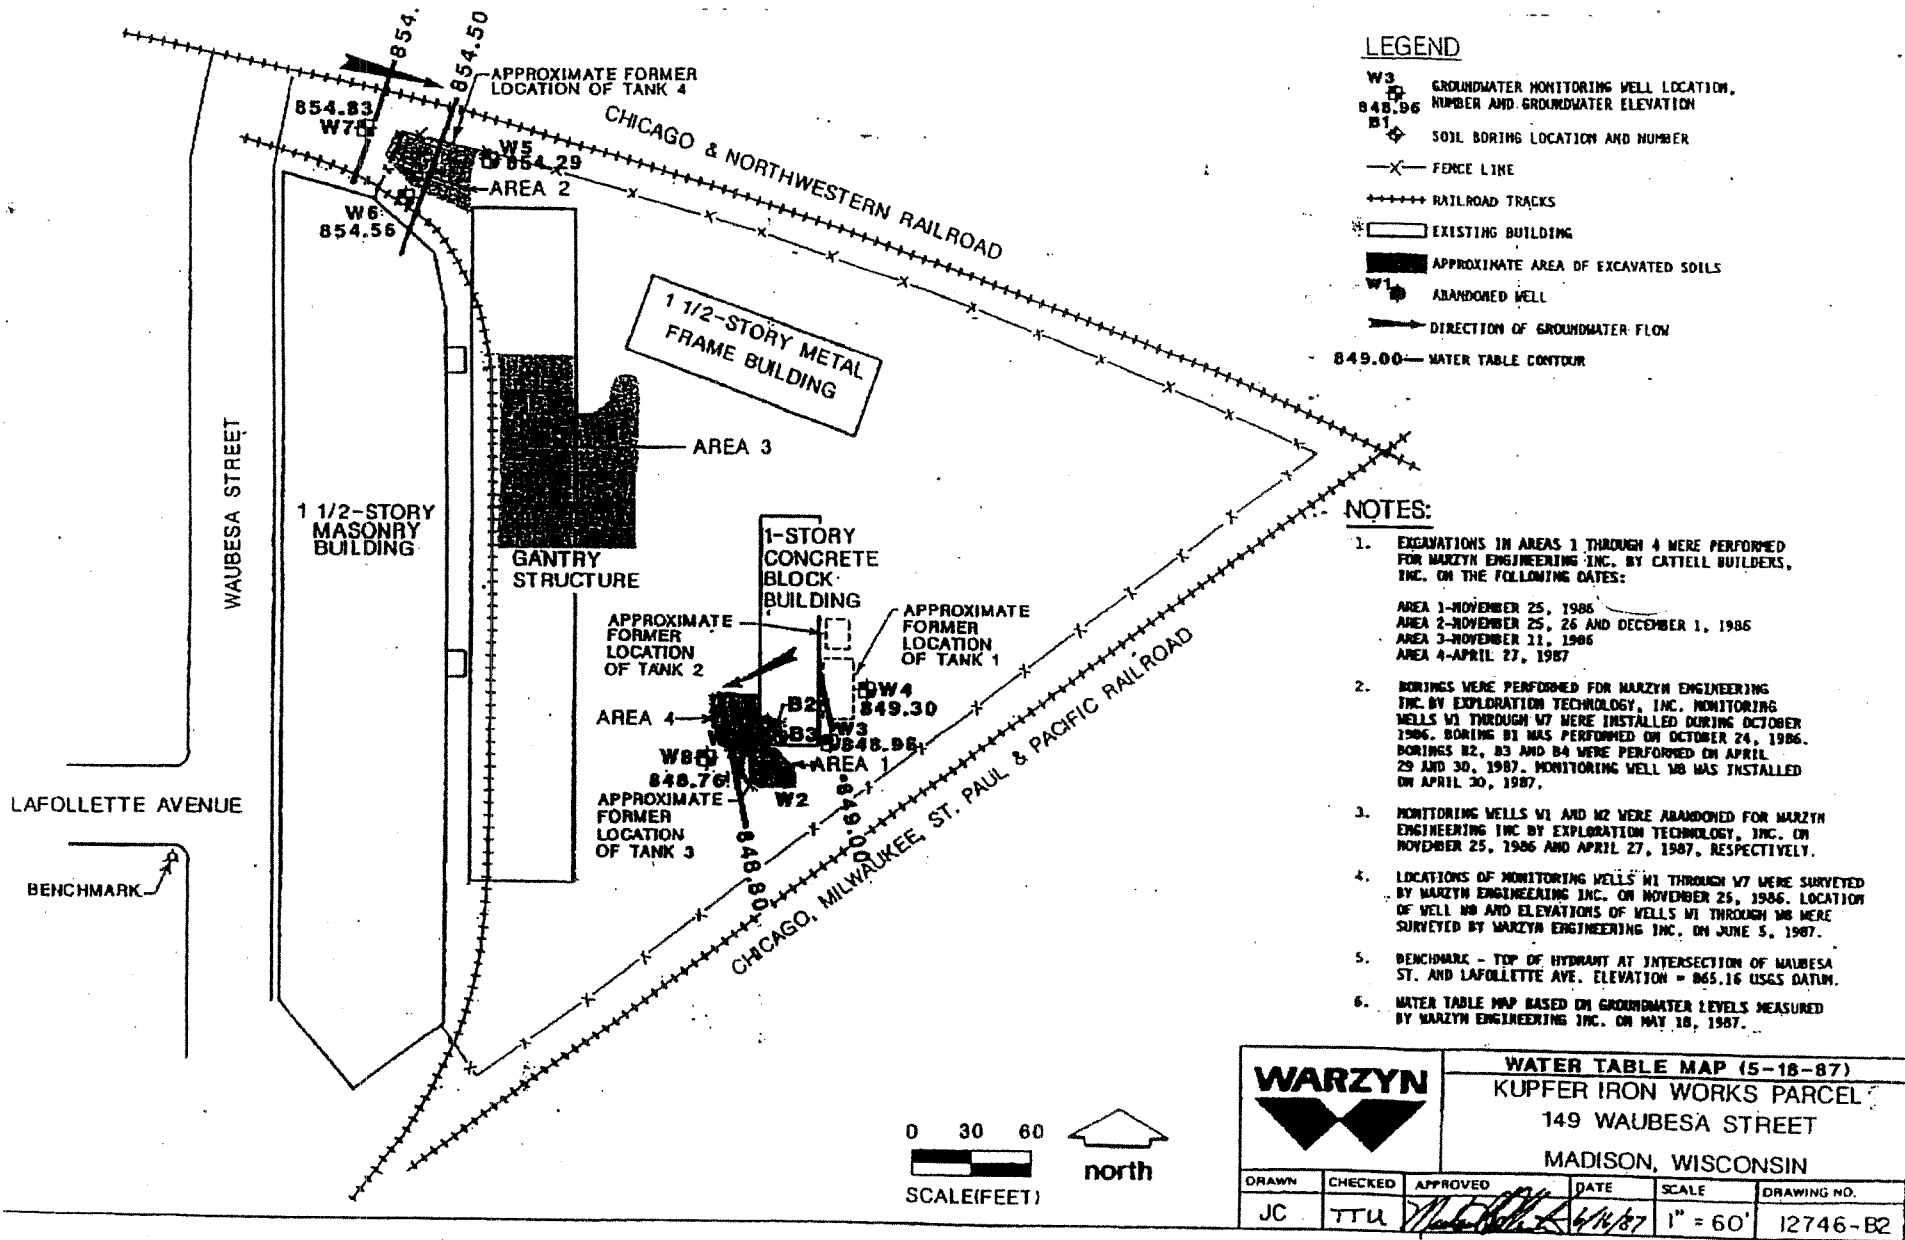 854.
854.50
APPROXIMATE FORMER
LOCATION OF TANK 4
854.83
W7
CHICAGO & NORTHWESTERN RAILROAD
W5
854.29
AREA 2
W6
854.56
1 1/2-STORY METAL
FRAME BUILDING
AREA 3
WAUBESA STREET
1 1/2-STORY
MASONRY
BUILDING
GANTRY
STRUCTURE
1-STORY
CONCRETE
BLOCK
BUILDING
APPROXIMATE
FORMER
LOCATION
OF TANK 2
APPROXIMATE
FORMER
LOCATION
OF TANK 1
W4
849.30
AREA 4
B2
B3
W3
848.96
W8
848.76
AREA 1
W2
APPROXIMATE
FORMER
LOCATION
OF TANK 3
848.80
849.00
CHICAGO, MILWAUKEE, ST. PAUL & PACIFIC RAILROAD
LAFOLLETTE AVENUE
BENCHMARK
LEGEND
W3
848.96
GROUNDWATER MONITORING WELL LOCATION,
NUMBER AND GROUNDWATER ELEVATION
B1
SOIL BORING LOCATION AND NUMBER
FENCE LINE
RAILROAD TRACKS
EXISTING BUILDING
APPROXIMATE AREA OF EXCAVATED SOILS
W1
ABANDONED WELL
DIRECTION OF GROUNDWATER FLOW
849.00 WATER TABLE CONTOUR
NOTES:
1. EXCAVATIONS IN AREAS 1 THROUGH 4 WERE PERFORMED
FOR WARZYN ENGINEERING INC. BY CATTELL BUILDERS,
INC. ON THE FOLLOWING DATES:
AREA 1-NOVEMBER 25, 1986
AREA 2-NOVEMBER 25, 26 AND DECEMBER 1, 1986
AREA 3-NOVEMBER 11, 1986
AREA 4-APRIL 27, 1987
2. BORINGS WERE PERFORMED FOR WARZYN ENGINEERING
INC. BY EXPLORATION TECHNOLOGY, INC. MONITORING
WELLS W1 THROUGH W7 WERE INSTALLED DURING OCTOBER
1986. BORING B1 WAS PERFORMED ON OCTOBER 24, 1986.
BORINGS B2, B3 AND B4 WERE PERFORMED ON APRIL
29 AND 30, 1987. MONITORING WELL W8 WAS INSTALLED
ON APRIL 30, 1987.
3. MONITORING WELLS W1 AND W2 WERE ABANDONED FOR WARZYN
ENGINEERING INC BY EXPLORATION TECHNOLOGY, INC. ON
NOVEMBER 25, 1986 AND APRIL 27, 1987, RESPECTIVELY.
4. LOCATIONS OF MONITORING WELLS W1 THROUGH W7 WERE SURVEYED
BY WARZYN ENGINEERING INC. ON NOVEMBER 25, 1986. LOCATION
OF WELL W8 AND ELEVATIONS OF WELLS W1 THROUGH W8 WERE
SURVEYED BY WARZYN ENGINEERING INC. ON JUNE 5, 1987.
5. BENCHMARK - TOP OF HYDRANT AT INTERSECTION OF WAUBESA
ST. AND LAFOLLETTE AVE. ELEVATION = 865.16 USGS DATUM.
6. WATER TABLE MAP BASED ON GROUNDWATER LEVELS MEASURED
BY WARZYN ENGINEERING INC. ON MAY 18, 1987.
0 30 60
SCALE(FEET)
north
WARZYN
WATER TABLE MAP (5-18-87)
KUPFER IRON WORKS PARCEL
149 WAUBESA STREET
MADISON, WISCONSIN
DRAWN CHECKED APPROVED DATE SCALE DRAWING NO.
JC TTU 6/16/87 1" = 60' 12746-B2